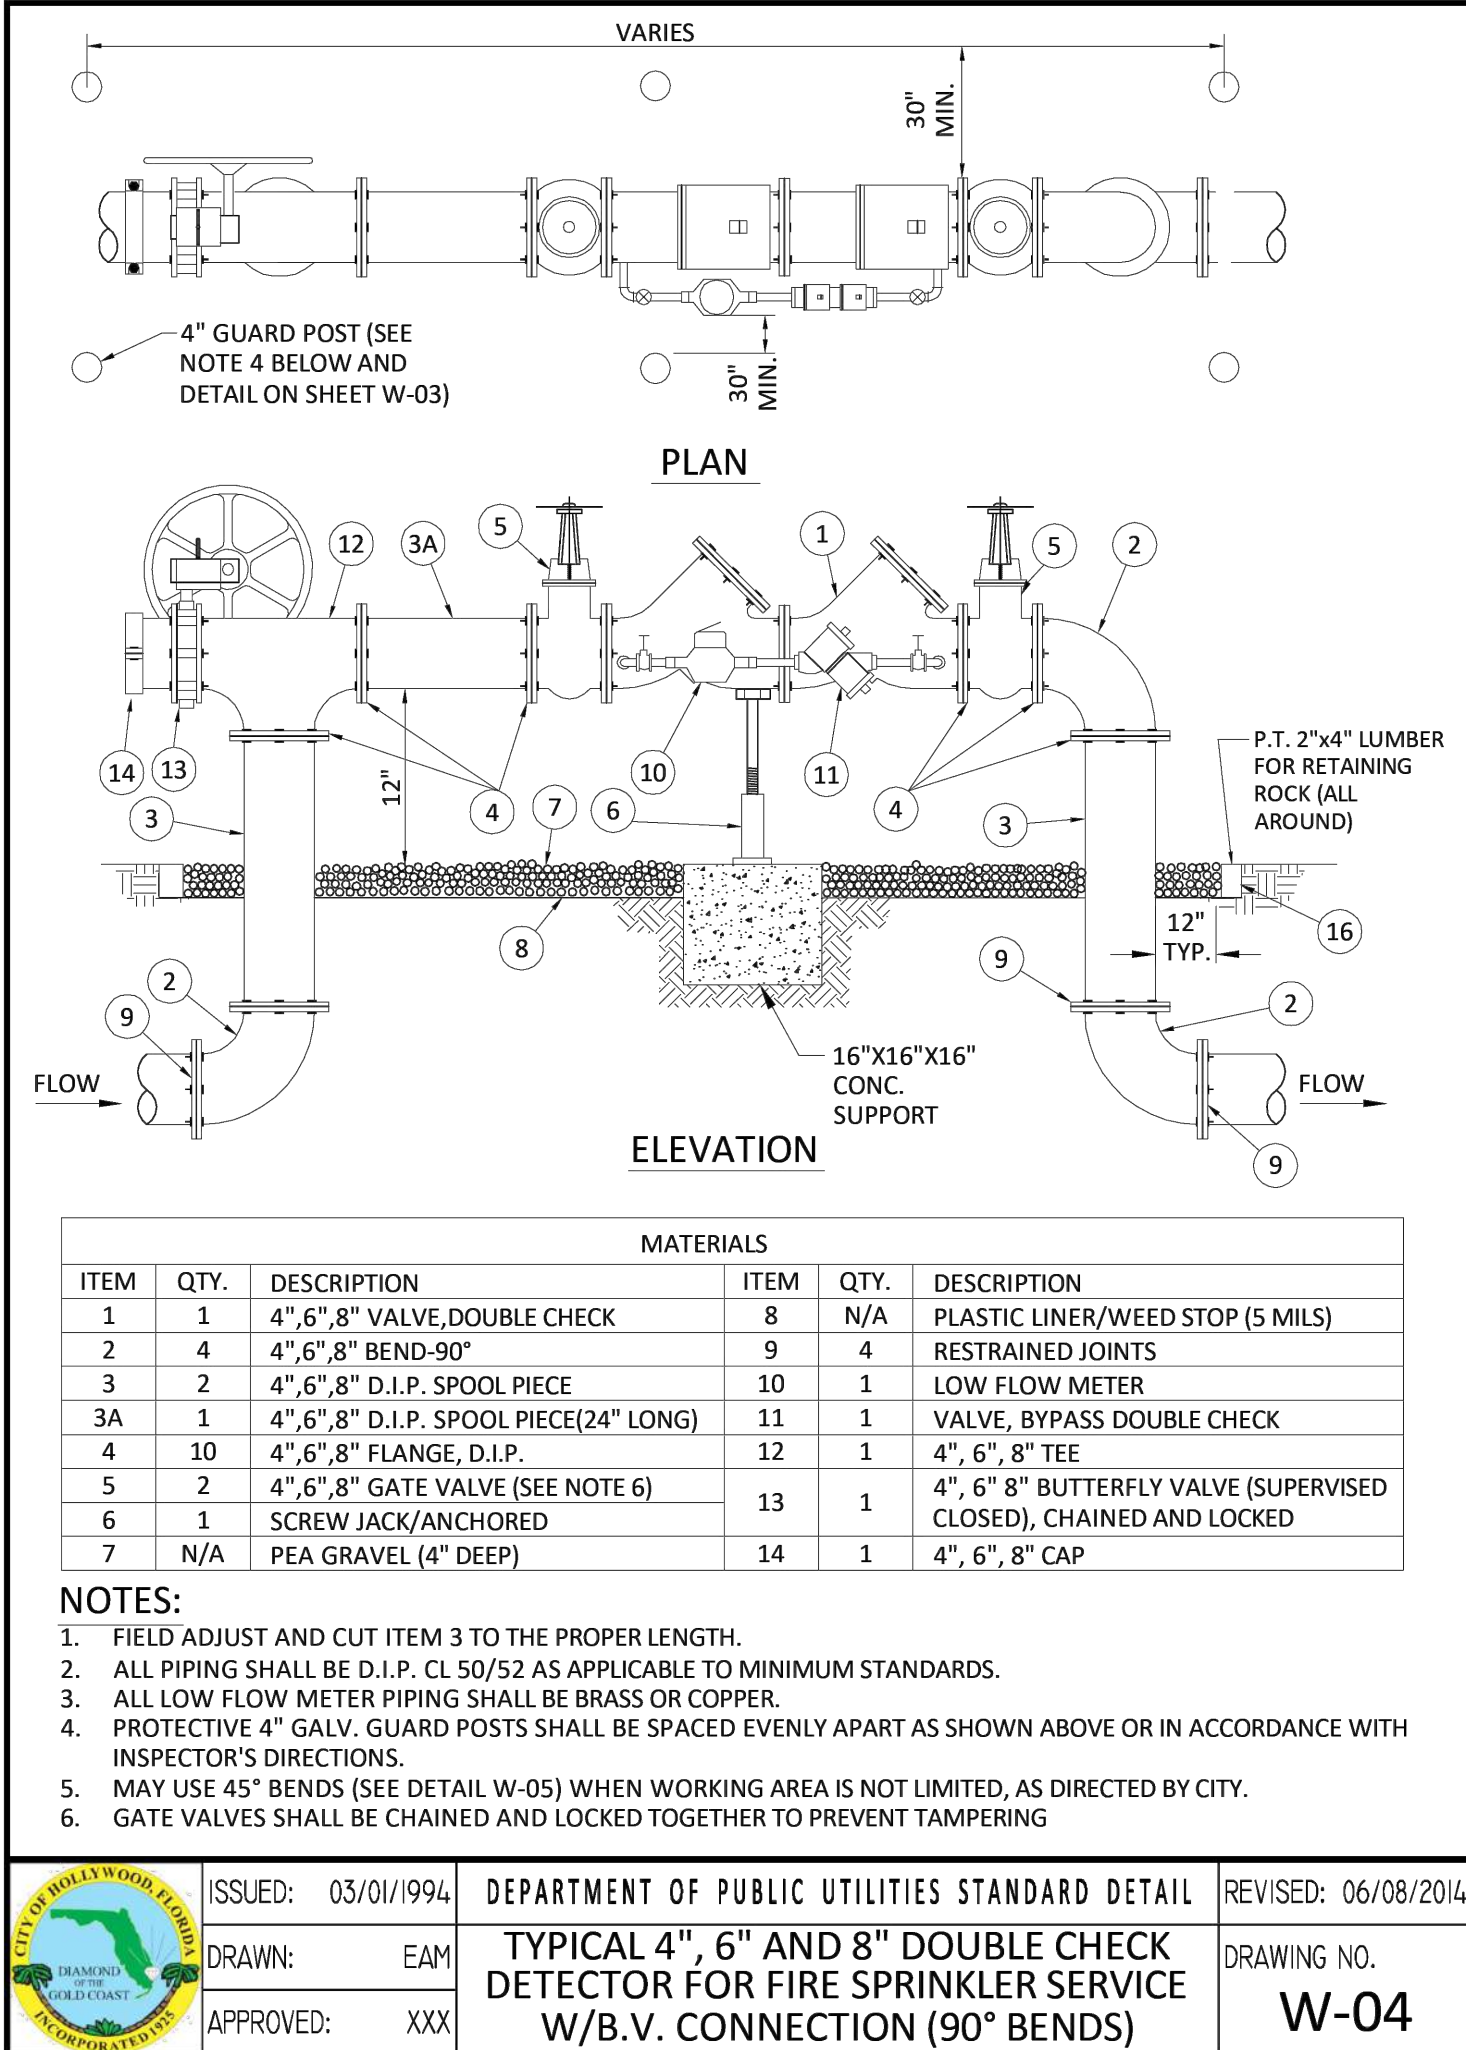 VARIES
30"
MIN.
4" GUARD POST (SEE
NOTE 4 BELOW AND
DETAIL ON SHEET W-03)
30"
MIN.
PLAN
12
3A
5
1
5
2
14
13
10
11
P.T. 2"x4" LUMBER
FOR RETAINING
ROCK (ALL
AROUND)
12"
3
4
7
6
4
3
8
12"
TYP.
16
2
9
9
2
FLOW
16"X16"X16"
CONC.
SUPPORT
FLOW
9
ELEVATION
MATERIALS
ITEM QTY. DESCRIPTION ITEM QTY. DESCRIPTION
1 1 4",6",8" VALVE,DOUBLE CHECK 8 N/A PLASTIC LINER/WEED STOP (5 MILS)
2 4 4",6",8" BEND-90° 9 4 RESTRAINED JOINTS
3 2 4",6",8" D.I.P. SPOOL PIECE 10 1 LOW FLOW METER
3A 1 4",6",8" D.I.P. SPOOL PIECE(24" LONG) 11 1 VALVE, BYPASS DOUBLE CHECK
4 10 4",6",8" FLANGE, D.I.P. 12 1 4", 6", 8" TEE
5 2 4",6",8" GATE VALVE (SEE NOTE 6) 13 1 4", 6" 8" BUTTERFLY VALVE (SUPERVISED
6 1 SCREW JACK/ANCHORED CLOSED), CHAINED AND LOCKED
7 N/A PEA GRAVEL (4" DEEP) 14 1 4", 6", 8" CAP
NOTES:
1. FIELD ADJUST AND CUT ITEM 3 TO THE PROPER LENGTH.
2. ALL PIPING SHALL BE D.I.P. CL 50/52 AS APPLICABLE TO MINIMUM STANDARDS.
3. ALL LOW FLOW METER PIPING SHALL BE BRASS OR COPPER.
4. PROTECTIVE 4" GALV. GUARD POSTS SHALL BE SPACED EVENLY APART AS SHOWN ABOVE OR IN ACCORDANCE WITH
INSPECTOR'S DIRECTIONS.
5. MAY USE 45° BENDS (SEE DETAIL W-05) WHEN WORKING AREA IS NOT LIMITED, AS DIRECTED BY CITY.
6. GATE VALVES SHALL BE CHAINED AND LOCKED TOGETHER TO PREVENT TAMPERING
CITY OF HOLLYWOOD, FLORIDA
DIAMOND
OF THE
GOLD COAST
INCORPORATED 1925
ISSUED: 03/01/1994
DRAWN: EAM
APPROVED: XXX
DEPARTMENT OF PUBLIC UTILITIES STANDARD DETAIL
TYPICAL 4", 6" AND 8" DOUBLE CHECK
DETECTOR FOR FIRE SPRINKLER SERVICE
W/B.V. CONNECTION (90° BENDS)
REVISED: 06/08/2014
DRAWING NO.
W-04